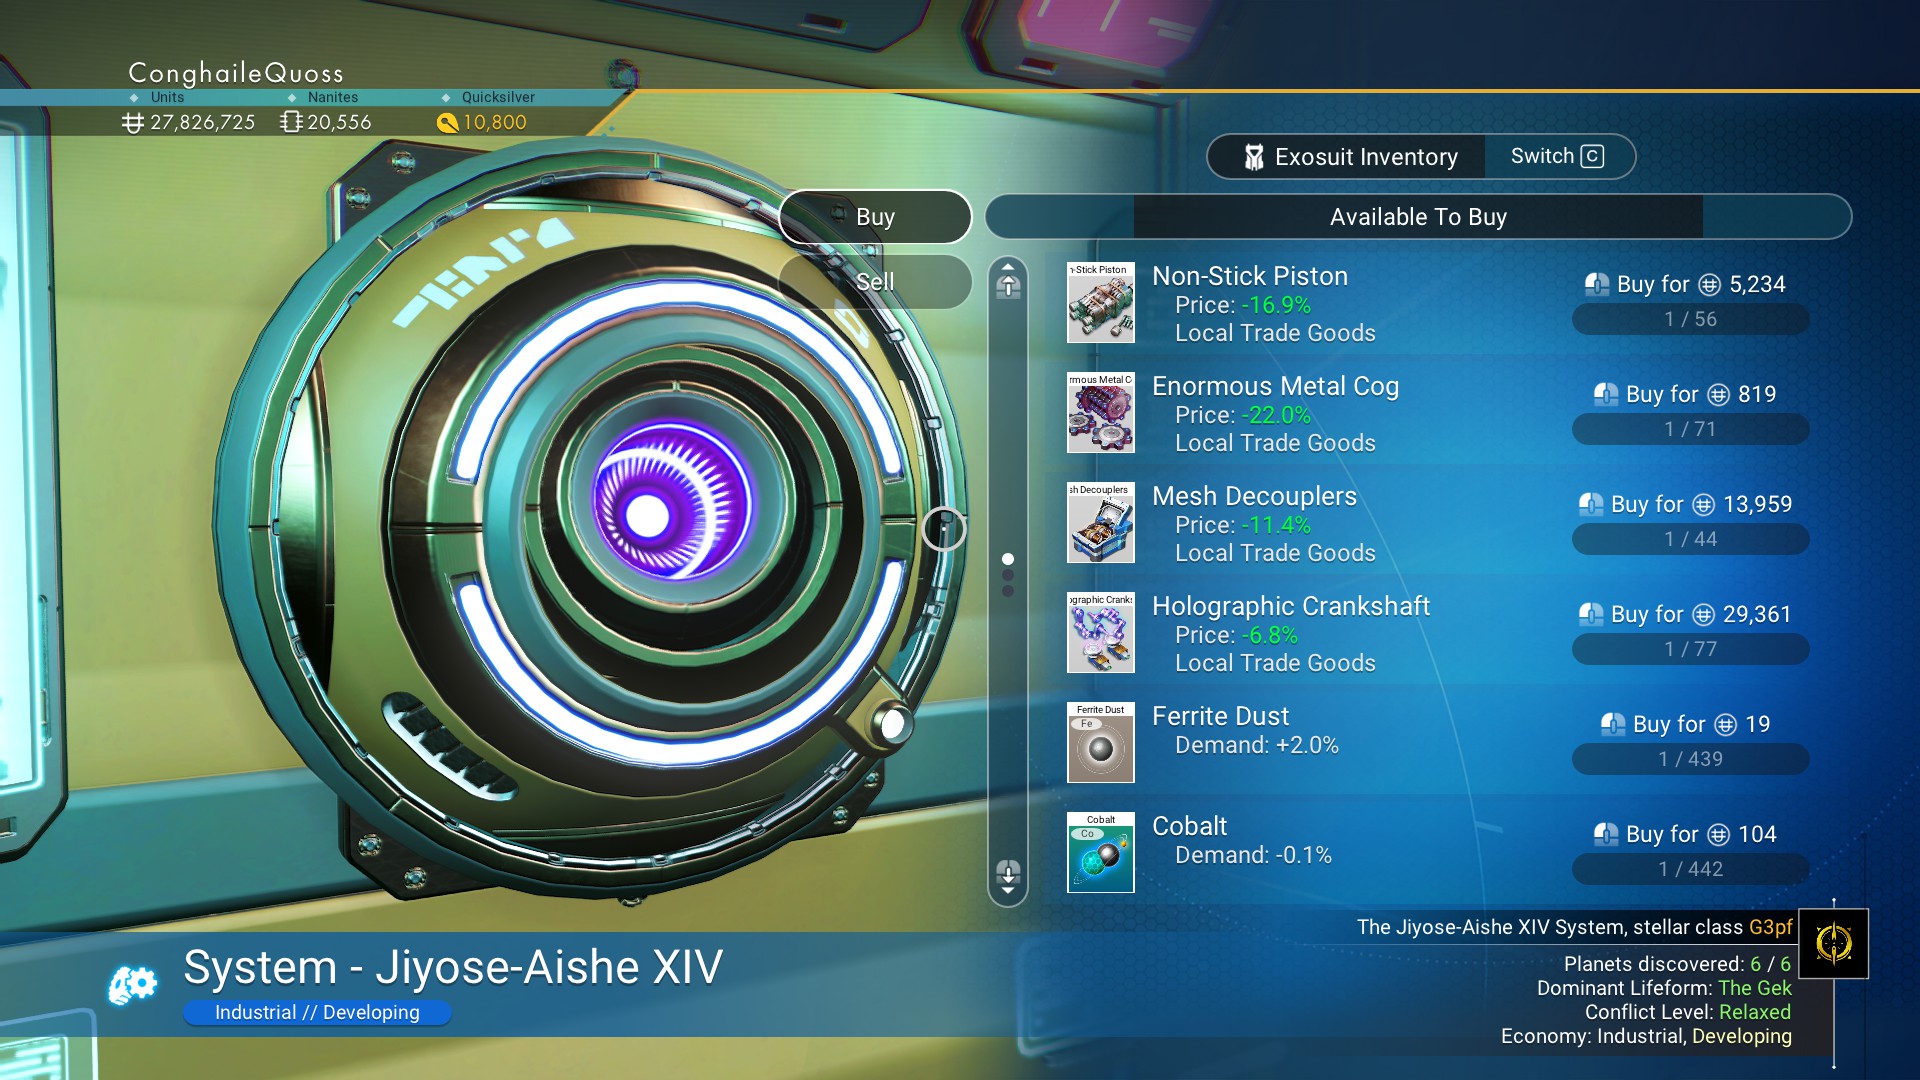 ConghaileQuoss
Units Nanites Quicksilver
27,826,725 20,556 10,800
Exosuit Inventory Switch C
Buy
Sell
Available To Buy
Non-Stick Piston
Price: -16.9%
Local Trade Goods
Buy for 5,234
1 / 56
Enormous Metal Cog
Price: -22.0%
Local Trade Goods
Buy for 819
1 / 71
sh Decouplers
Mesh Decouplers
Price: -11.4%
Local Trade Goods
Buy for 13,959
1 / 44
Holographic Crankshaft
Price: -6.8%
Local Trade Goods
Buy for 29,361
1 / 77
Ferrite Dust
Fe
Ferrite Dust
Demand: +2.0%
Buy for 19
1 / 439
Cobalt
Co
Cobalt
Demand: -0.1%
Buy for 104
1 / 442
System - Jiyose-Aishe XIV
Industrial // Developing
The Jiyose-Aishe XIV System, stellar class G3pf
Planets discovered: 6 / 6
Dominant Lifeform: The Gek
Conflict Level: Relaxed
Economy: Industrial, Developing